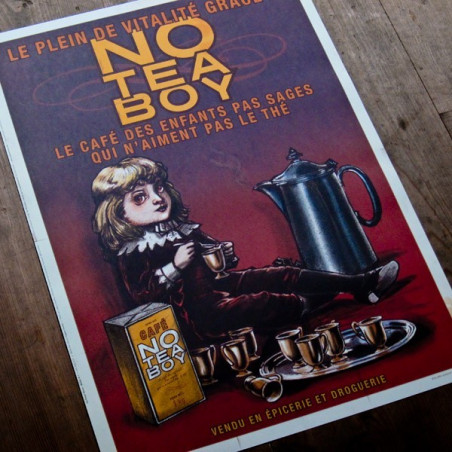 LE PLEIN DE VITALITÉ
NO
TEA
BOY
LE CAFÉ DES ENFANTS PAS SAGES
QUI N'AIMENT PAS LE THÉ
CAFÉ
NO
TEA
BOY
VENDU EN ÉPICERIE ET DROGUERIE